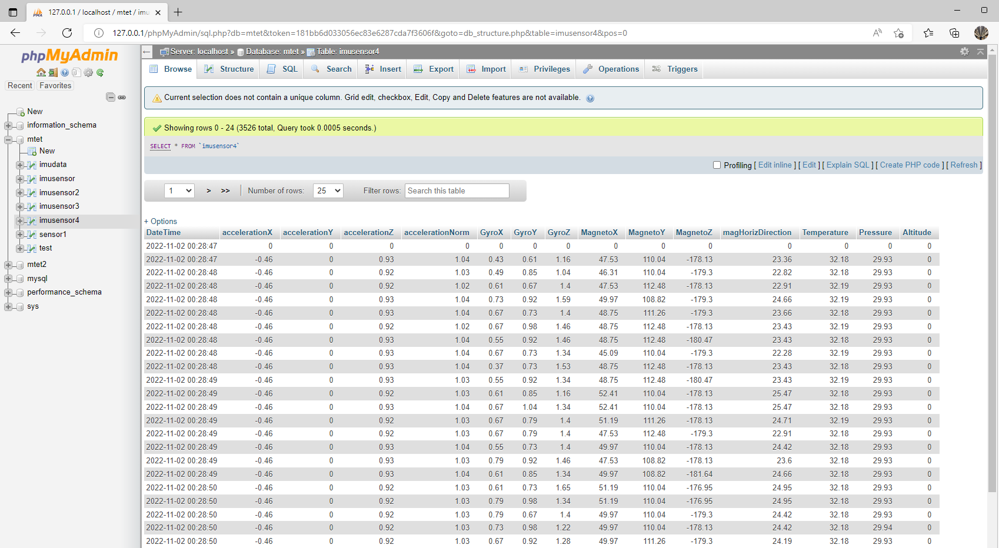 127.0.0.1 / localhost / mtet / imu
127.0.0.1/phpMyAdmin/sql.php?db=mtet&token=181bb6d033056ec83e6287cda7f3606f&goto=db_structure.php&table=imusensor4&pos=0
phpMyAdmin
Recent Favorites
New
information_schema
mtet
New
imudata
imusensor
imusensor2
imusensor3
imusensor4
sensor1
test
mtet2
mysql
performance_schema
sys
Server: localhost » Database: mtet » Table: imusensor4
Browse Structure SQL Search Insert Export Import Privileges Operations Triggers
Current selection does not contain a unique column. Grid edit, checkbox, Edit, Copy and Delete features are not available.
Showing rows 0 - 24 (3526 total, Query took 0.0005 seconds.)
SELECT * FROM `imusensor4`
Profiling [ Edit inline ] [ Edit ] [ Explain SQL ] [ Create PHP code ] [ Refresh ]
1 > >> Number of rows: 25 Filter rows: Search this table
+ Options
DateTime accelerationX accelerationY accelerationZ accelerationNorm GyroX GyroY GyroZ MagnetoX MagnetoY MagnetoZ magHorizDirection Temperature Pressure Altitude
2022-11-02 00:28:47 0 0 0 0 0 0 0 0 0 0 0 0 0 0
2022-11-02 00:28:47 -0.46 0 0.93 1.04 0.43 0.61 1.16 47.53 110.04 -178.13 23.36 32.18 29.93 0
2022-11-02 00:28:48 -0.46 0 0.92 1.03 0.49 0.85 1.04 46.31 110.04 -179.3 22.82 32.18 29.93 0
2022-11-02 00:28:48 -0.46 0 0.92 1.02 0.61 0.67 1.4 47.53 112.48 -178.13 22.91 32.19 29.93 0
2022-11-02 00:28:48 -0.46 0 0.93 1.04 0.73 0.92 1.59 49.97 108.82 -179.3 24.66 32.19 29.93 0
2022-11-02 00:28:48 -0.46 0 0.93 1.04 0.67 0.73 1.4 48.75 111.26 -179.3 23.66 32.18 29.93 0
2022-11-02 00:28:48 -0.46 0 0.92 1.02 0.67 0.98 1.46 48.75 112.48 -178.13 23.43 32.19 29.93 0
2022-11-02 00:28:48 -0.46 0 0.93 1.04 0.55 0.92 1.46 48.75 112.48 -180.47 23.43 32.18 29.93 0
2022-11-02 00:28:48 -0.46 0 0.93 1.04 0.67 0.73 1.34 45.09 110.04 -179.3 22.28 32.19 29.93 0
2022-11-02 00:28:48 -0.46 0 0.93 1.04 0.37 0.73 1.53 48.75 112.48 -178.13 23.43 32.18 29.93 0
2022-11-02 00:28:49 -0.46 0 0.93 1.03 0.55 0.92 1.34 48.75 112.48 -180.47 23.43 32.19 29.93 0
2022-11-02 00:28:49 -0.46 0 0.92 1.03 0.61 0.85 1.16 52.41 110.04 -178.13 25.47 32.18 29.93 0
2022-11-02 00:28:49 -0.46 0 0.93 1.04 0.67 1.04 1.34 52.41 110.04 -178.13 25.47 32.18 29.93 0
2022-11-02 00:28:49 -0.46 0 0.92 1.03 0.67 0.79 1.4 51.19 111.26 -178.13 24.71 32.19 29.93 0
2022-11-02 00:28:49 -0.46 0 0.92 1.03 0.67 0.79 1.4 47.53 112.48 -179.3 22.91 32.18 29.93 0
2022-11-02 00:28:49 -0.46 0 0.93 1.04 0.55 0.73 1.4 49.97 110.04 -178.13 24.42 32.18 29.93 0
2022-11-02 00:28:49 -0.46 0 0.93 1.03 0.79 0.92 1.46 47.53 108.82 -178.13 23.6 32.18 29.93 0
2022-11-02 00:28:49 -0.46 0 0.93 1.04 0.61 0.85 1.34 49.97 108.82 -181.64 24.66 32.18 29.93 0
2022-11-02 00:28:50 -0.46 0 0.92 1.03 0.61 0.73 1.65 51.19 110.04 -176.95 24.95 32.18 29.93 0
2022-11-02 00:28:50 -0.46 0 0.92 1.03 0.79 0.98 1.34 51.19 110.04 -176.95 24.95 32.18 29.93 0
2022-11-02 00:28:50 -0.46 0 0.92 1.03 0.79 0.67 1.4 49.97 110.04 -179.3 24.42 32.18 29.93 0
2022-11-02 00:28:50 -0.46 0 0.92 1.03 0.73 0.98 1.22 49.97 110.04 -178.13 24.42 32.18 29.94 0
2022-11-02 00:28:50 -0.46 0 0.92 1.03 0.67 0.92 1.28 49.97 111.26 -179.3 24.19 32.18 29.93 0